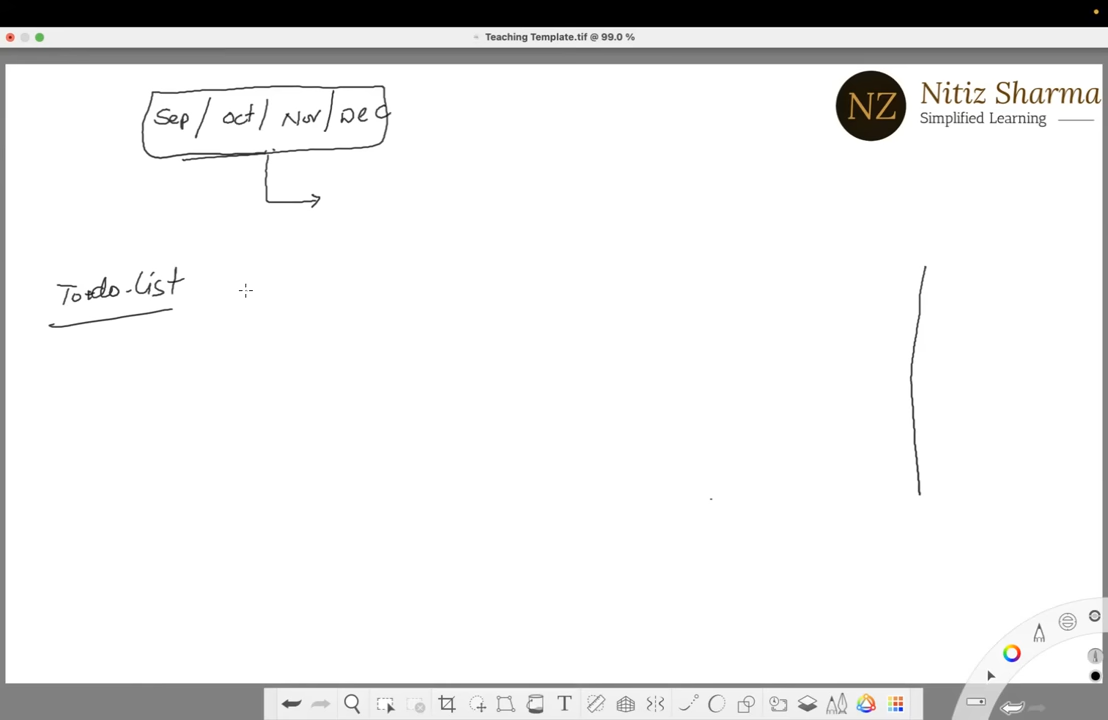 Teaching Template.tif @ 99.0 %
Sep / Oct / Nov / Dec
NZ
Nitiz Sharma
Simplified Learning
To-do-List